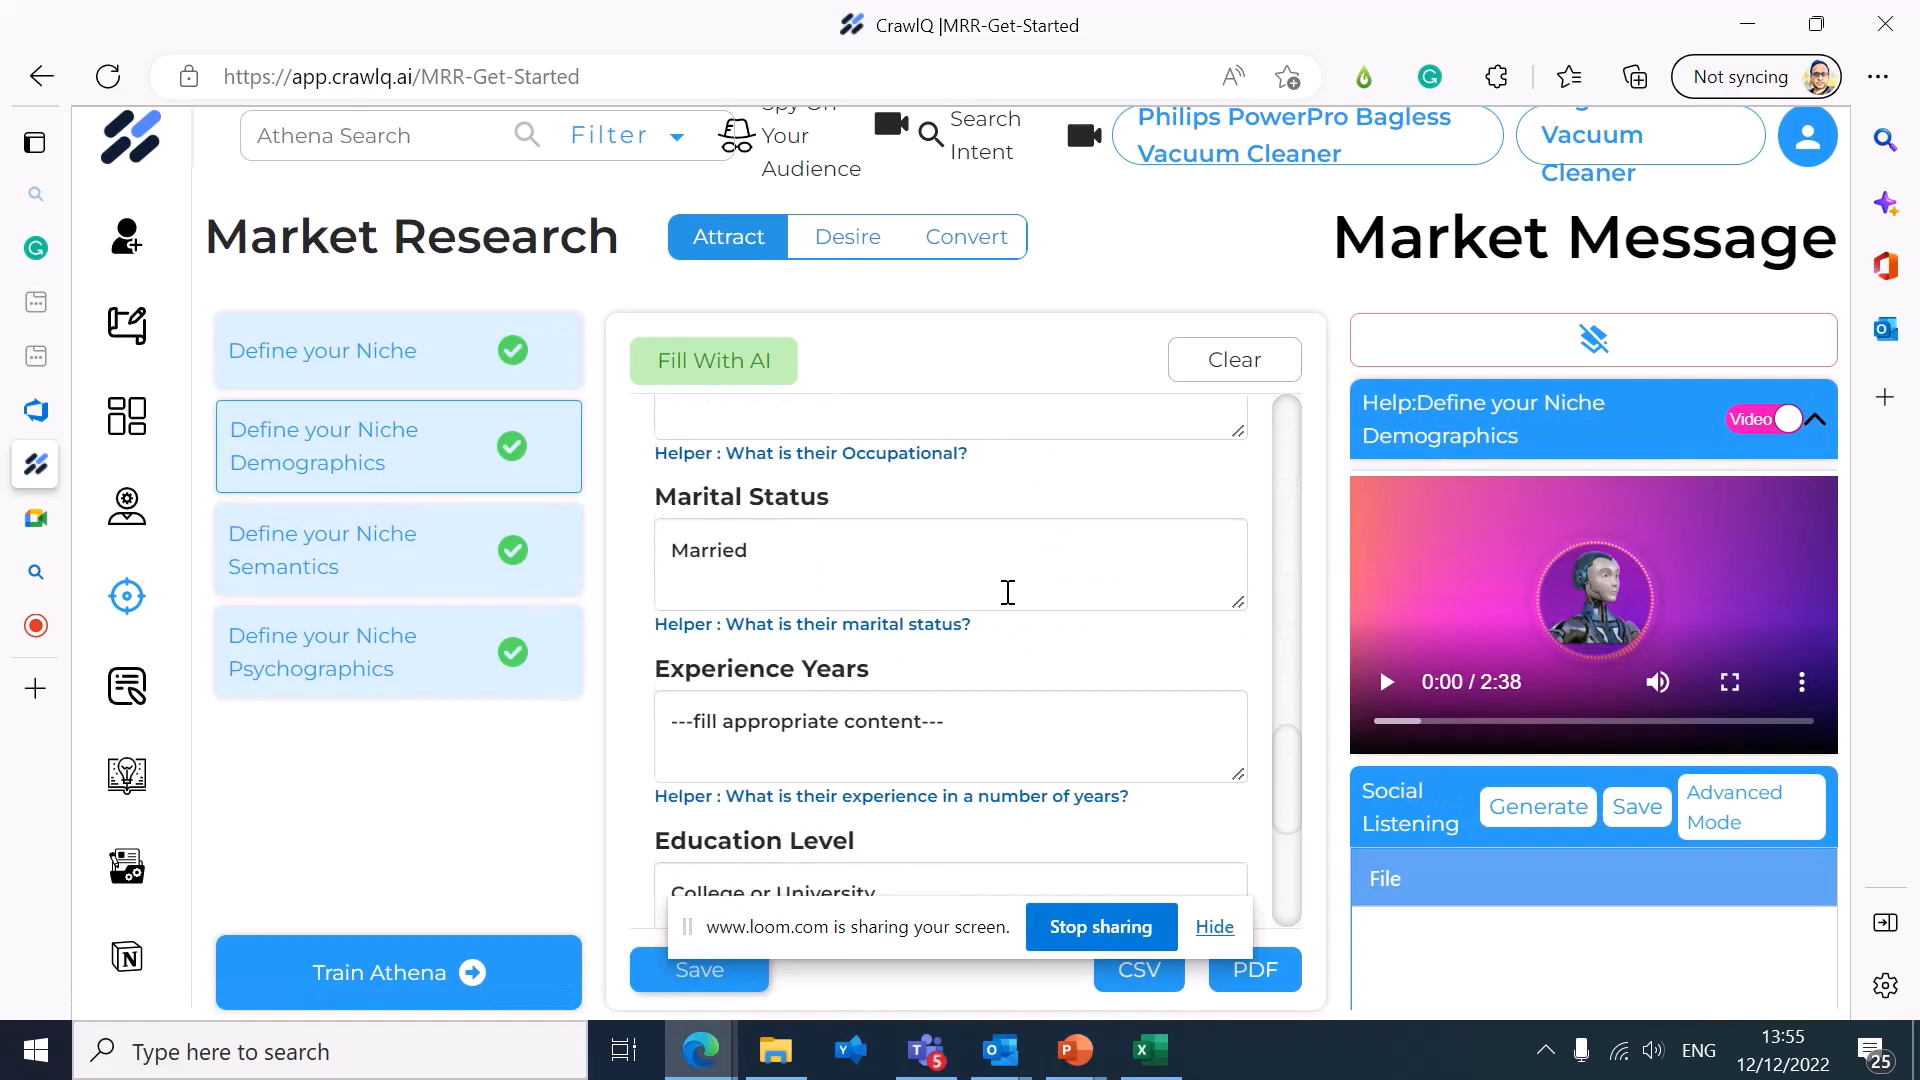 CrawlQ |MRR-Get-Started
https://app.crawlq.ai/MRR-Get-Started
Not syncing
Athena Search
Filter
Your
Audience
Search
Intent
Philips PowerPro Bagless
Vacuum Cleaner
Vacuum
Cleaner
Market Research
Attract
Desire
Convert
Market Message
Define your Niche
Define your Niche
Demographics
Define your Niche
Semantics
Define your Niche
Psychographics
Train Athena
Fill With AI
Clear
Helper : What is their Occupational?
Marital Status
Married
Helper : What is their marital status?
Experience Years
---fill appropriate content---
Helper : What is their experience in a number of years?
Education Level
College or University
www.loom.com is sharing your screen.
Stop sharing
Hide
Save
CSV
PDF
Help:Define your Niche
Demographics
Video
0:00 / 2:38
Social
Listening
Generate
Save
Advanced
Mode
File
Type here to search
5
ENG
13:55
12/12/2022
25